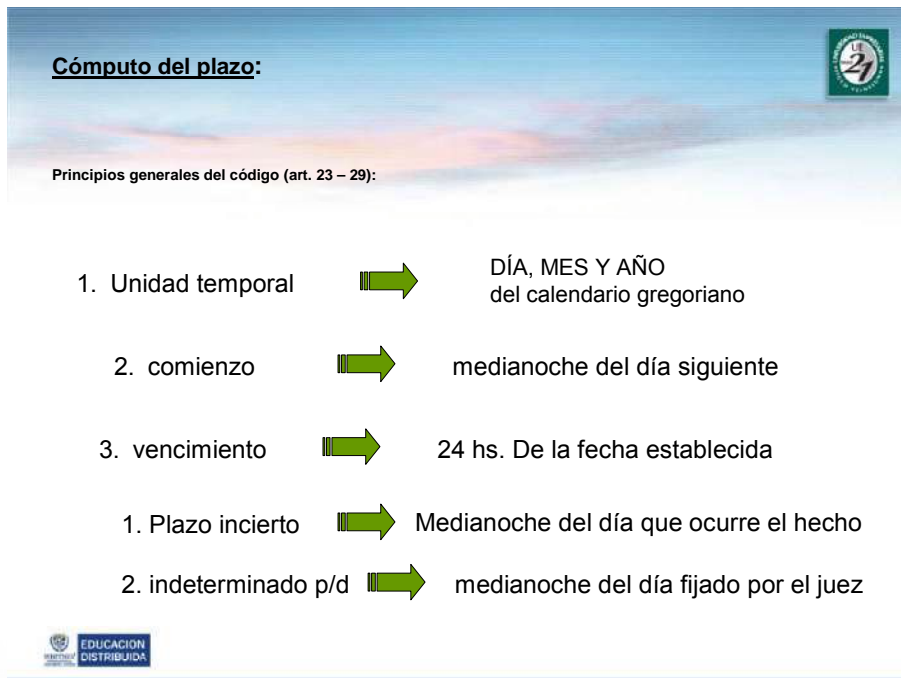 Cómputo del plazo:
UE
21
Principios generales del código (art. 23 – 29):
1. Unidad temporal
DÍA, MES Y AÑO
del calendario gregoriano
2. comienzo
medianoche del día siguiente
3. vencimiento
24 hs. De la fecha establecida
1. Plazo incierto
Medianoche del día que ocurre el hecho
2. indeterminado p/d
medianoche del día fijado por el juez
EDUCACION
DISTRIBUIDA